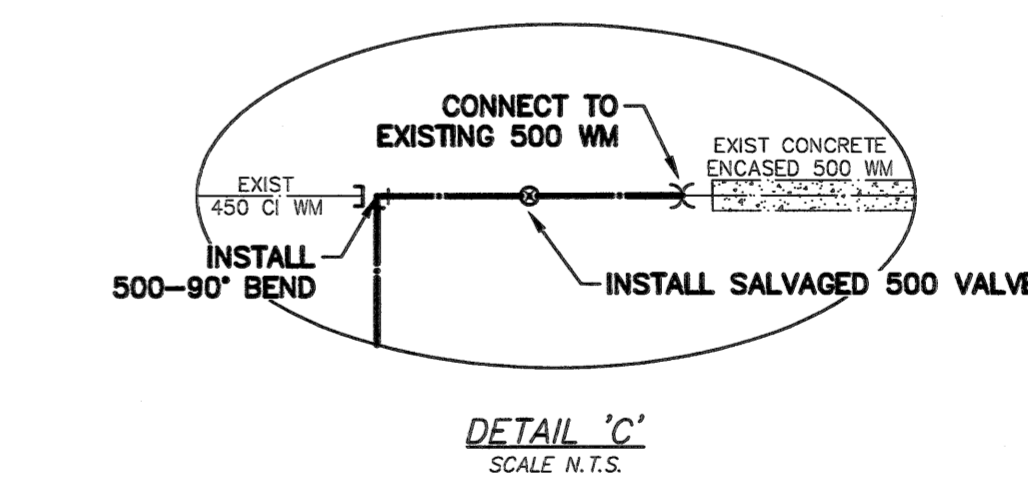 CONNECT TO
EXISTING 500 WM
EXIST CONCRETE
ENCASED 500 WM
EXIST
450 CI WM
INSTALL
500-90° BEND
INSTALL SALVAGED 500 VALVE
DETAIL 'C'
SCALE N.T.S.